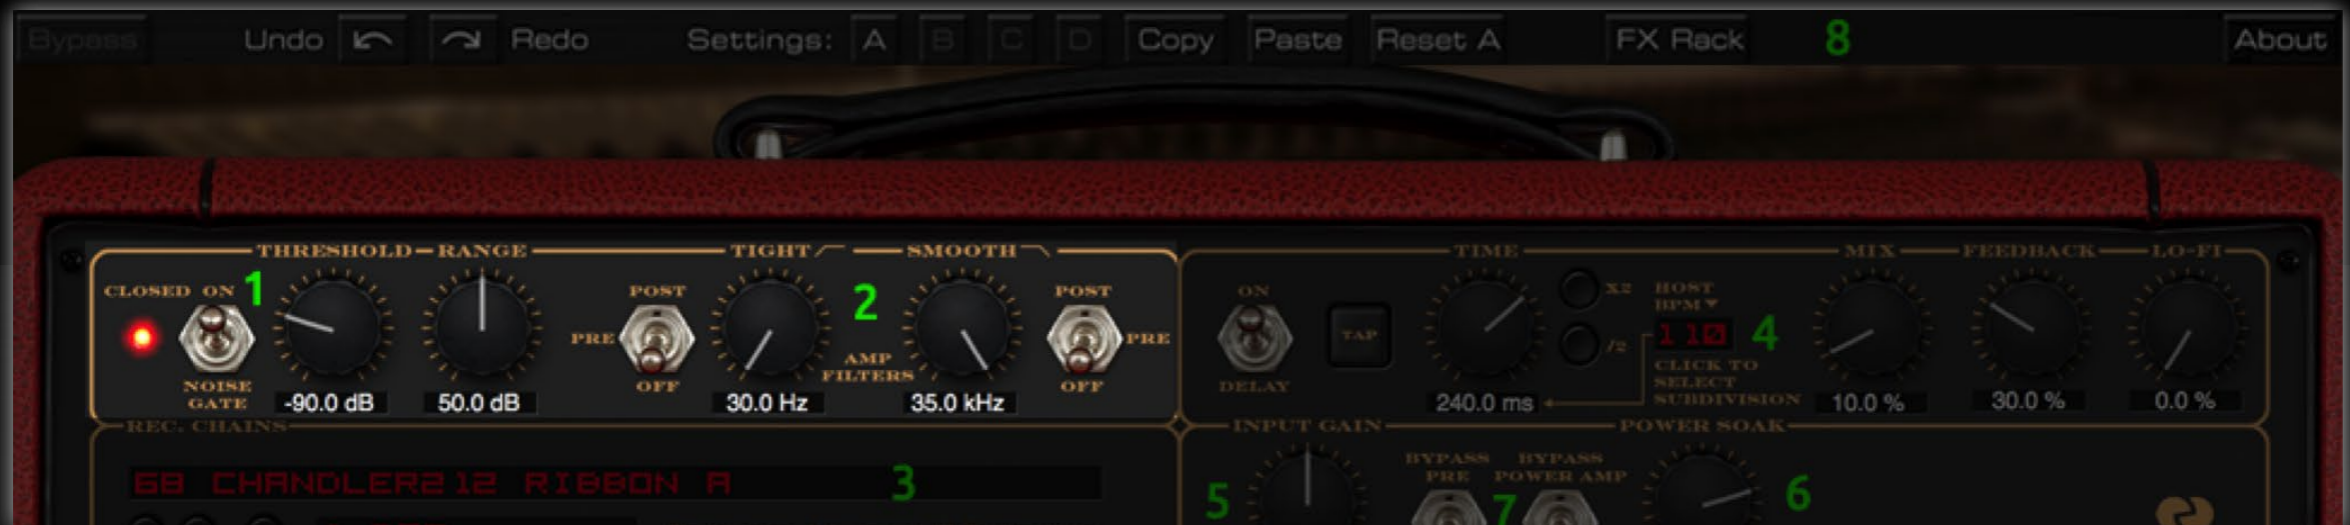 Bypass Undo Redo Settings: A B C D Copy Paste Reset A FX Rack 8 About
THRESHOLD RANGE TIGHT SMOOTH
CLOSED ON 1
POST
2
POST
PRE
PRE
AMP
FILTERS
NOISE
GATE
OFF
OFF
-90.0 dB 50.0 dB 30.0 Hz 35.0 kHz
TIME MIX FEEDBACK LO-FI
ON
X2
HOST
BPM
TAP
/2
110
4
CLICK TO
SELECT
SUBDIVISION
DELAY
240.0 ms 10.0 % 30.0 % 0.0 %
REC. CHAINS
GB CHANDLER212 RIBBON A 3
INPUT GAIN POWER SOAK
BYPASS
PRE
BYPASS
POWER AMP
5
7
6